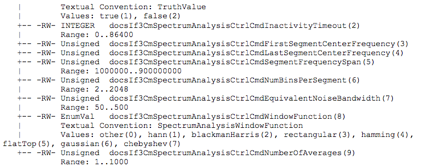 |        Textual Convention: TruthValue
|        Values: true(1), false(2)
+-- -RW- INTEGER   docsIf3CmSpectrumAnalysisCtrlCmdInactivityTimeout(2)
|        Range: 0..86400
+-- -RW- Unsigned  docsIf3CmSpectrumAnalysisCtrlCmdFirstSegmentCenterFrequency(3)
+-- -RW- Unsigned  docsIf3CmSpectrumAnalysisCtrlCmdLastSegmentCenterFrequency(4)
+-- -RW- Unsigned  docsIf3CmSpectrumAnalysisCtrlCmdSegmentFrequencySpan(5)
|        Range: 1000000..900000000
+-- -RW- Unsigned  docsIf3CmSpectrumAnalysisCtrlCmdNumBinsPerSegment(6)
|        Range: 2..2048
+-- -RW- Unsigned  docsIf3CmSpectrumAnalysisCtrlCmdEquivalentNoiseBandwidth(7)
|        Range: 50..500
+-- -RW- EnumVal   docsIf3CmSpectrumAnalysisCtrlCmdWindowFunction(8)
|        Textual Convention: SpectrumAnalysisWindowFunction
|        Values: other(0), hann(1), blackmanHarris(2), rectangular(3), hamming(4),
flatTop(5), gaussian(6), chebyshev(7)
+-- -RW- Unsigned  docsIf3CmSpectrumAnalysisCtrlCmdNumberOfAverages(9)
|        Range: 1..1000